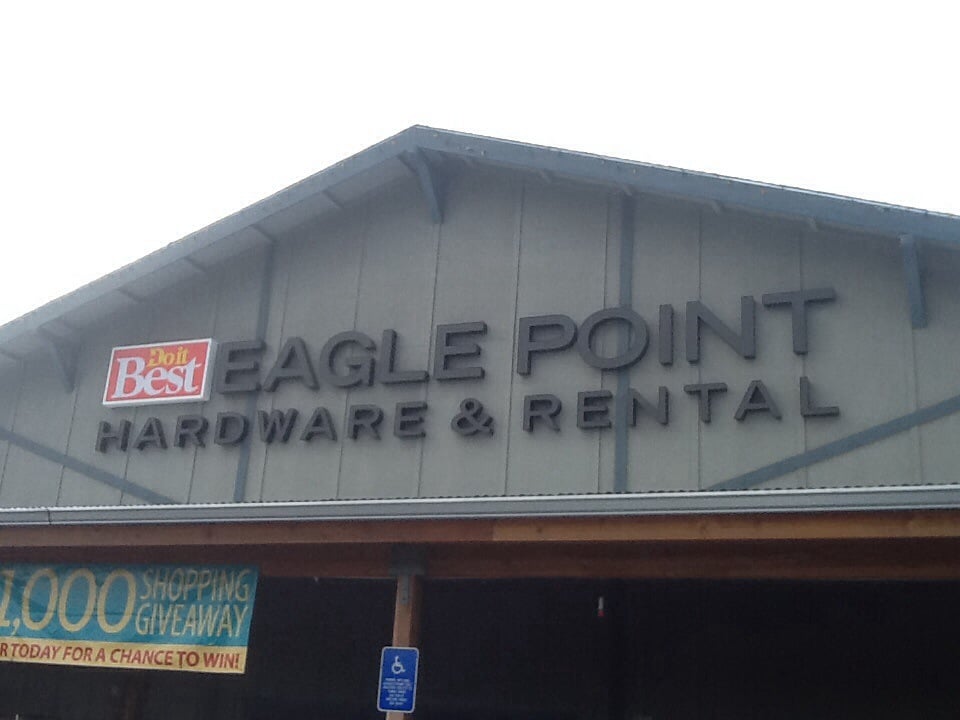 Do it
Best
EAGLE POINT
HARDWARE & RENTAL
1,000
SHOPPING
GIVEAWAY
R TODAY FOR A CHANCE TO WIN!